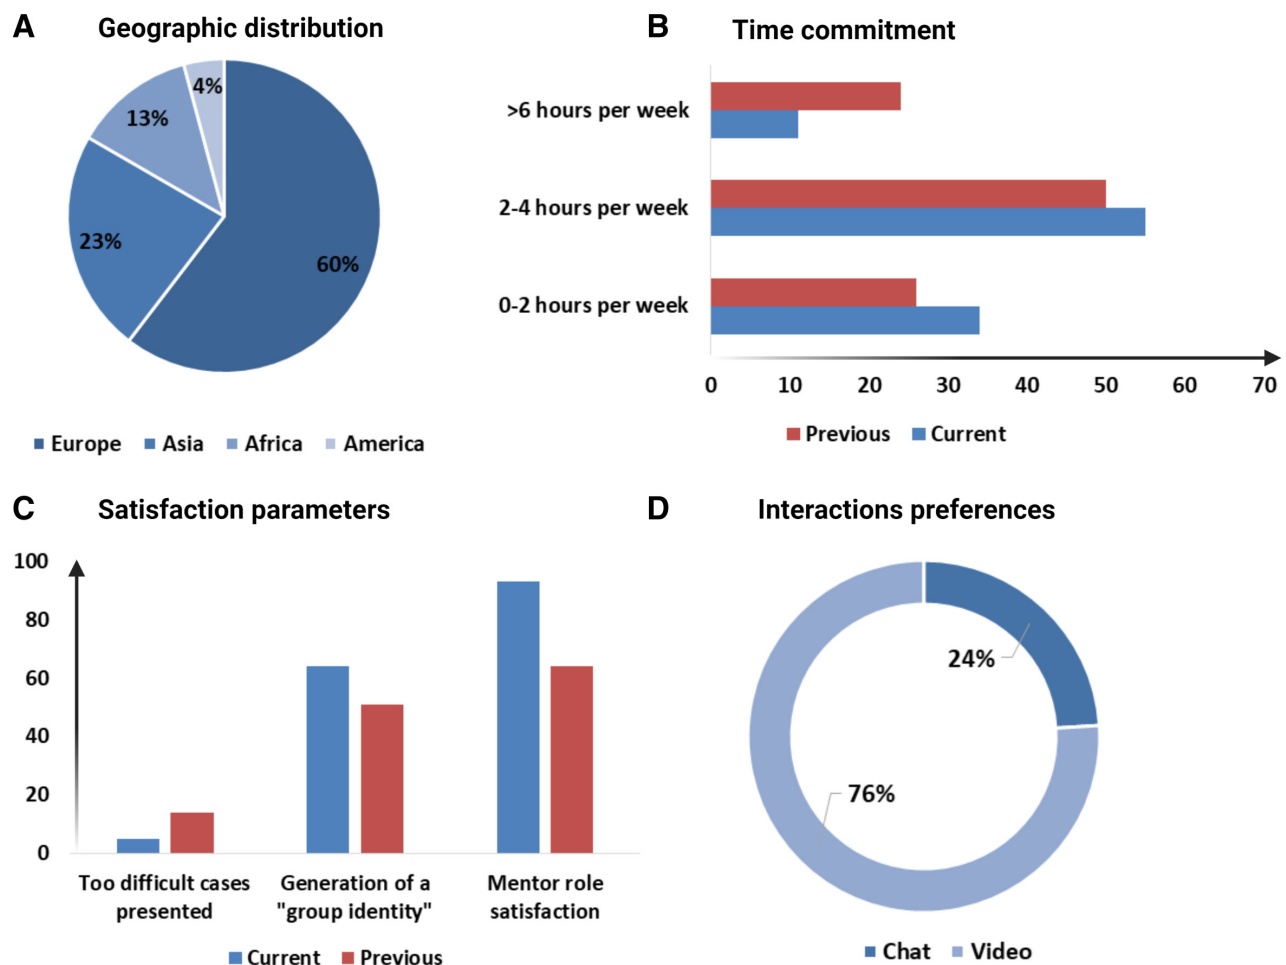 A Geographic distribution
4%
13%
23%
60%
Europe Asia Africa America
B Time commitment
>6 hours per week
2-4 hours per week
0-2 hours per week
0 10 20 30 40 50 60 70
Previous Current
C Satisfaction parameters
100
80
60
40
20
0
Too difficult cases
presented
Generation of a
"group identity"
Mentor role
satisfaction
Current Previous
D Interactions preferences
24%
76%
Chat Video